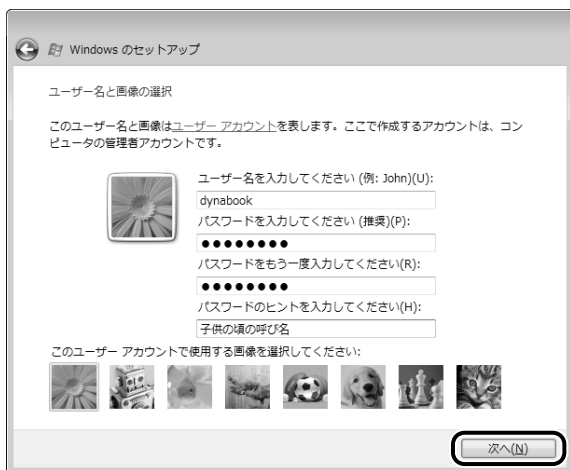 Windows のセットアップ
ユーザー名と画像の選択
このユーザー名と画像はユーザー アカウントを表します。ここで作成するアカウントは、コン
ピュータの管理者アカウントです。
ユーザー名を入力してください (例: John)(U):
dynabook
パスワードを入力してください (推奨)(P):
●●●●●●●●
パスワードをもう一度入力してください(R):
●●●●●●●●
パスワードのヒントを入力してください(H):
子供の頃の呼び名
このユーザー アカウントで使用する画像を選択してください:
次へ(N)